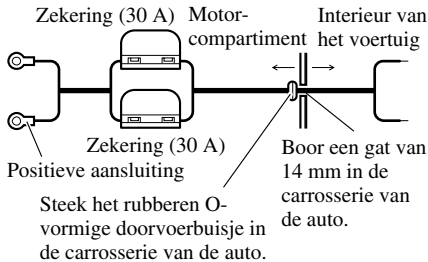 Zekering (30 A)
Motor-
compartiment
Interieur van
het voertuig
Zekering (30 A)
Positieve aansluiting
Boor een gat van
14 mm in de
carrosserie van
de auto.
Steek het rubberen O-
vormige doorvoerbuisje in
de carrosserie van de auto.